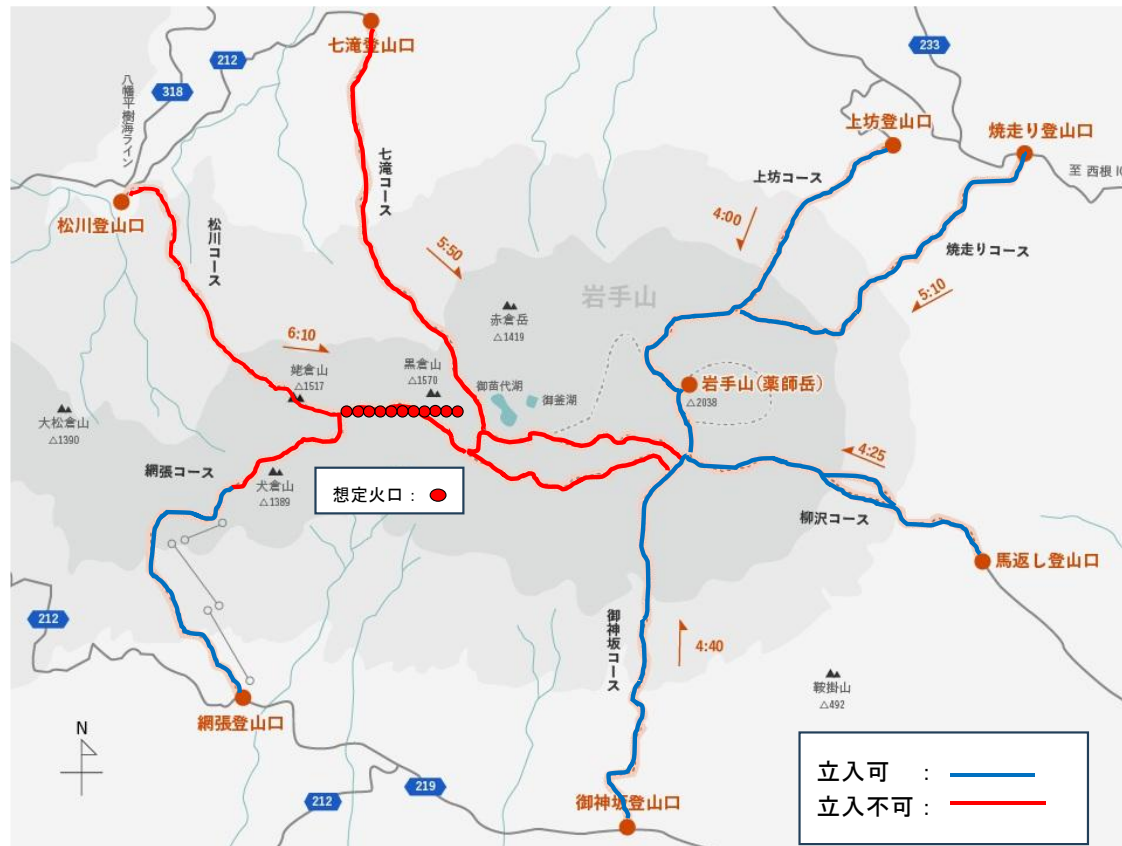 七滝登山口
212
318
八幡平樹海ライン
松川登山口
松川コース
七滝コース
5:50
233
上坊登山口
焼走り登山口
至 西根 IC
上坊コース
4:00
焼走りコース
5:10
岩手山
赤倉岳
△1419
6:10
姥倉山
△1517
黒倉山
△1570
御苗代湖
御釜湖
岩手山(薬師岳)
△2038
大松倉山
△1390
網張コース
犬倉山
△1389
想定火口：
4:25
柳沢コース
馬返し登山口
212
御神坂コース
4:40
鞍掛山
△492
網張登山口
N
219
212
御神坂登山口
立入可　：
立入不可：